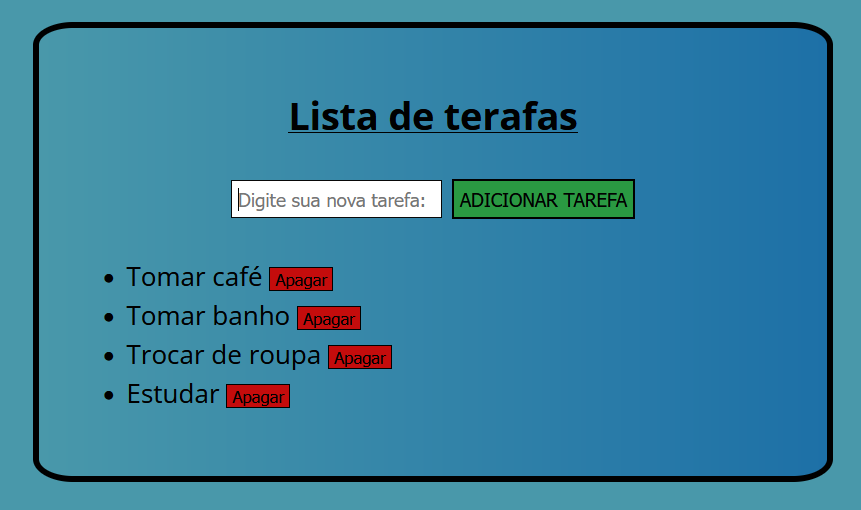 Lista de terafas
Digite sua nova tarefa: ADICIONAR TAREFA
Tomar café Apagar
Tomar banho Apagar
Trocar de roupa Apagar
Estudar Apagar